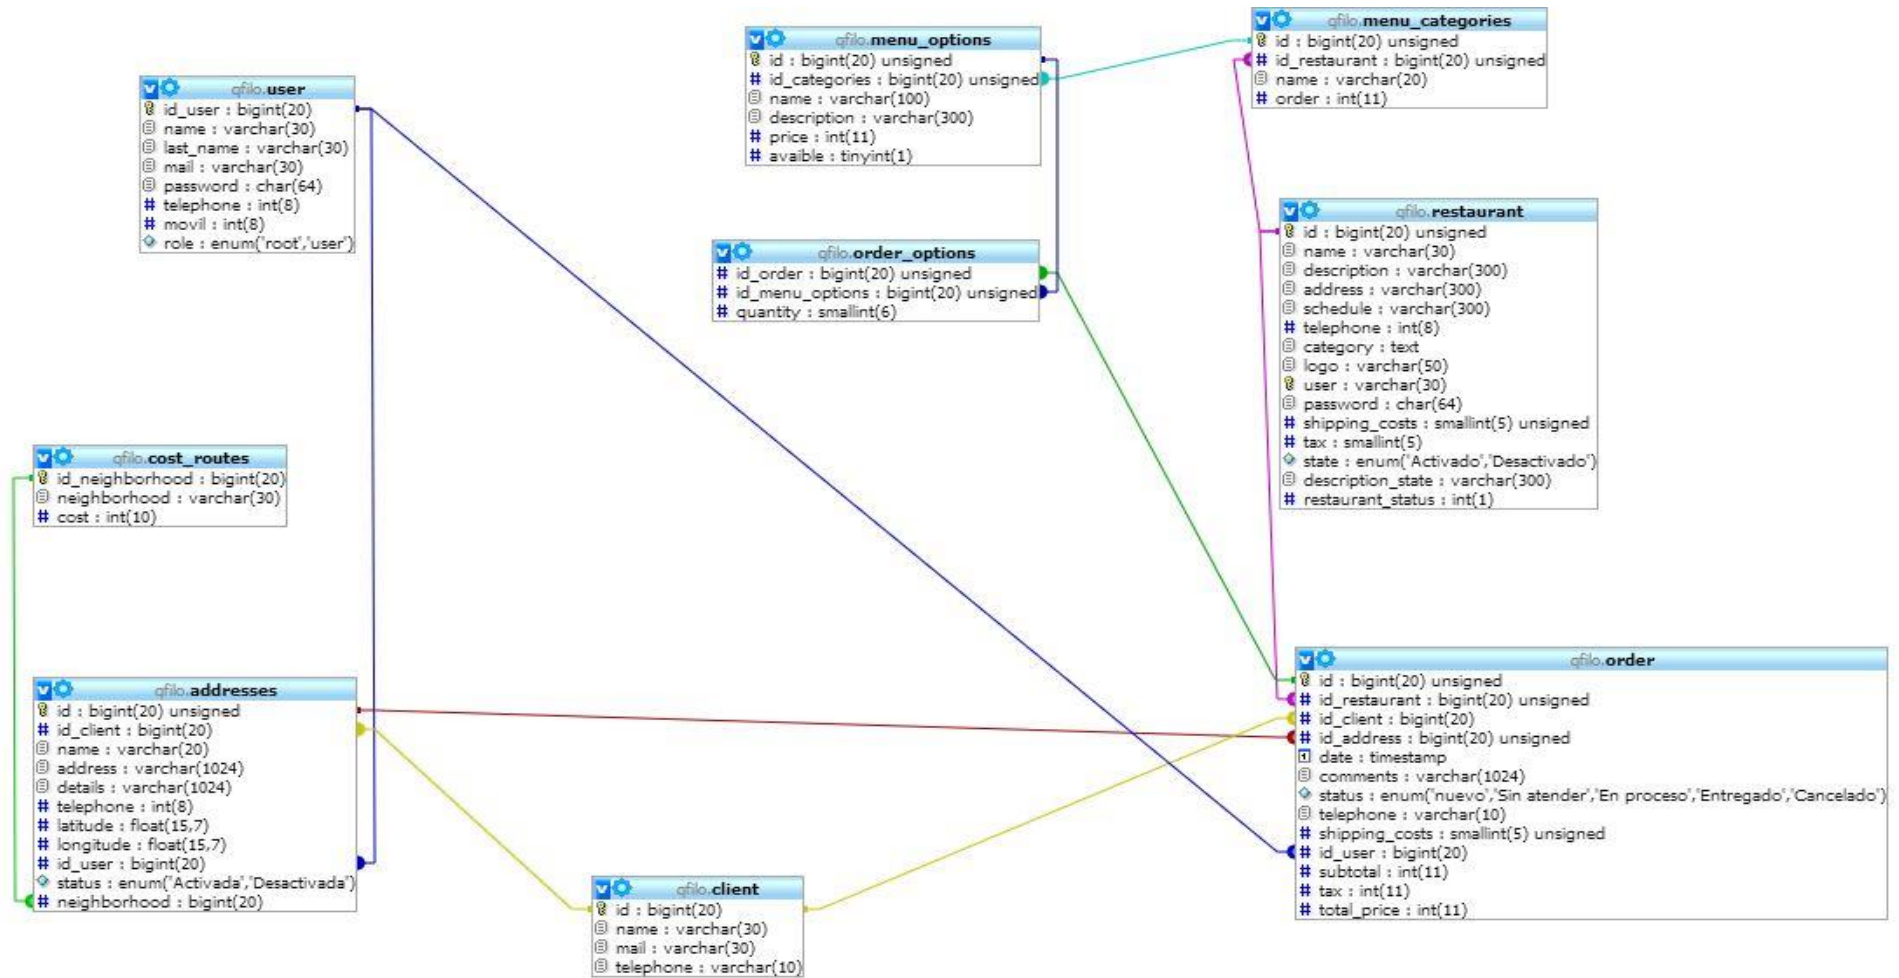 qfilo.user
id_user : bigint(20)
name : varchar(30)
last_name : varchar(30)
mail : varchar(30)
password : char(64)
telephone : int(8)
movil : int(8)
role : enum('root','user')
qfilo.menu_options
id : bigint(20) unsigned
id_categories : bigint(20) unsigned
name : varchar(100)
description : varchar(300)
price : int(11)
avaible : tinyint(1)
qfilo.menu_categories
id : bigint(20) unsigned
id_restaurant : bigint(20) unsigned
name : varchar(20)
order : int(11)
qfilo.order_options
id_order : bigint(20) unsigned
id_menu_options : bigint(20) unsigned
quantity : smallint(6)
qfilo.restaurant
id : bigint(20) unsigned
name : varchar(30)
description : varchar(300)
address : varchar(300)
schedule : varchar(300)
telephone : int(8)
category : text
logo : varchar(50)
user : varchar(30)
password : char(64)
shipping_costs : smallint(5) unsigned
tax : smallint(5)
state : enum('Activado','Desactivado')
description_state : varchar(300)
restaurant_status : int(1)
qfilo.cost_routes
id_neighborhood : bigint(20)
neighborhood : varchar(30)
cost : int(10)
qfilo.addresses
id : bigint(20) unsigned
id_client : bigint(20)
name : varchar(20)
address : varchar(1024)
details : varchar(1024)
telephone : int(8)
latitude : float(15,7)
longitude : float(15,7)
id_user : bigint(20)
status : enum('Activada','Desactivada')
neighborhood : bigint(20)
qfilo.client
id : bigint(20)
name : varchar(30)
mail : varchar(30)
telephone : varchar(10)
qfilo.order
id : bigint(20) unsigned
id_restaurant : bigint(20) unsigned
id_client : bigint(20)
id_address : bigint(20) unsigned
date : timestamp
comments : varchar(1024)
status : enum('nuevo','Sin atender','En proceso','Entregado','Cancelado')
telephone : varchar(10)
shipping_costs : smallint(5) unsigned
id_user : bigint(20)
subtotal : int(11)
tax : int(11)
total_price : int(11)